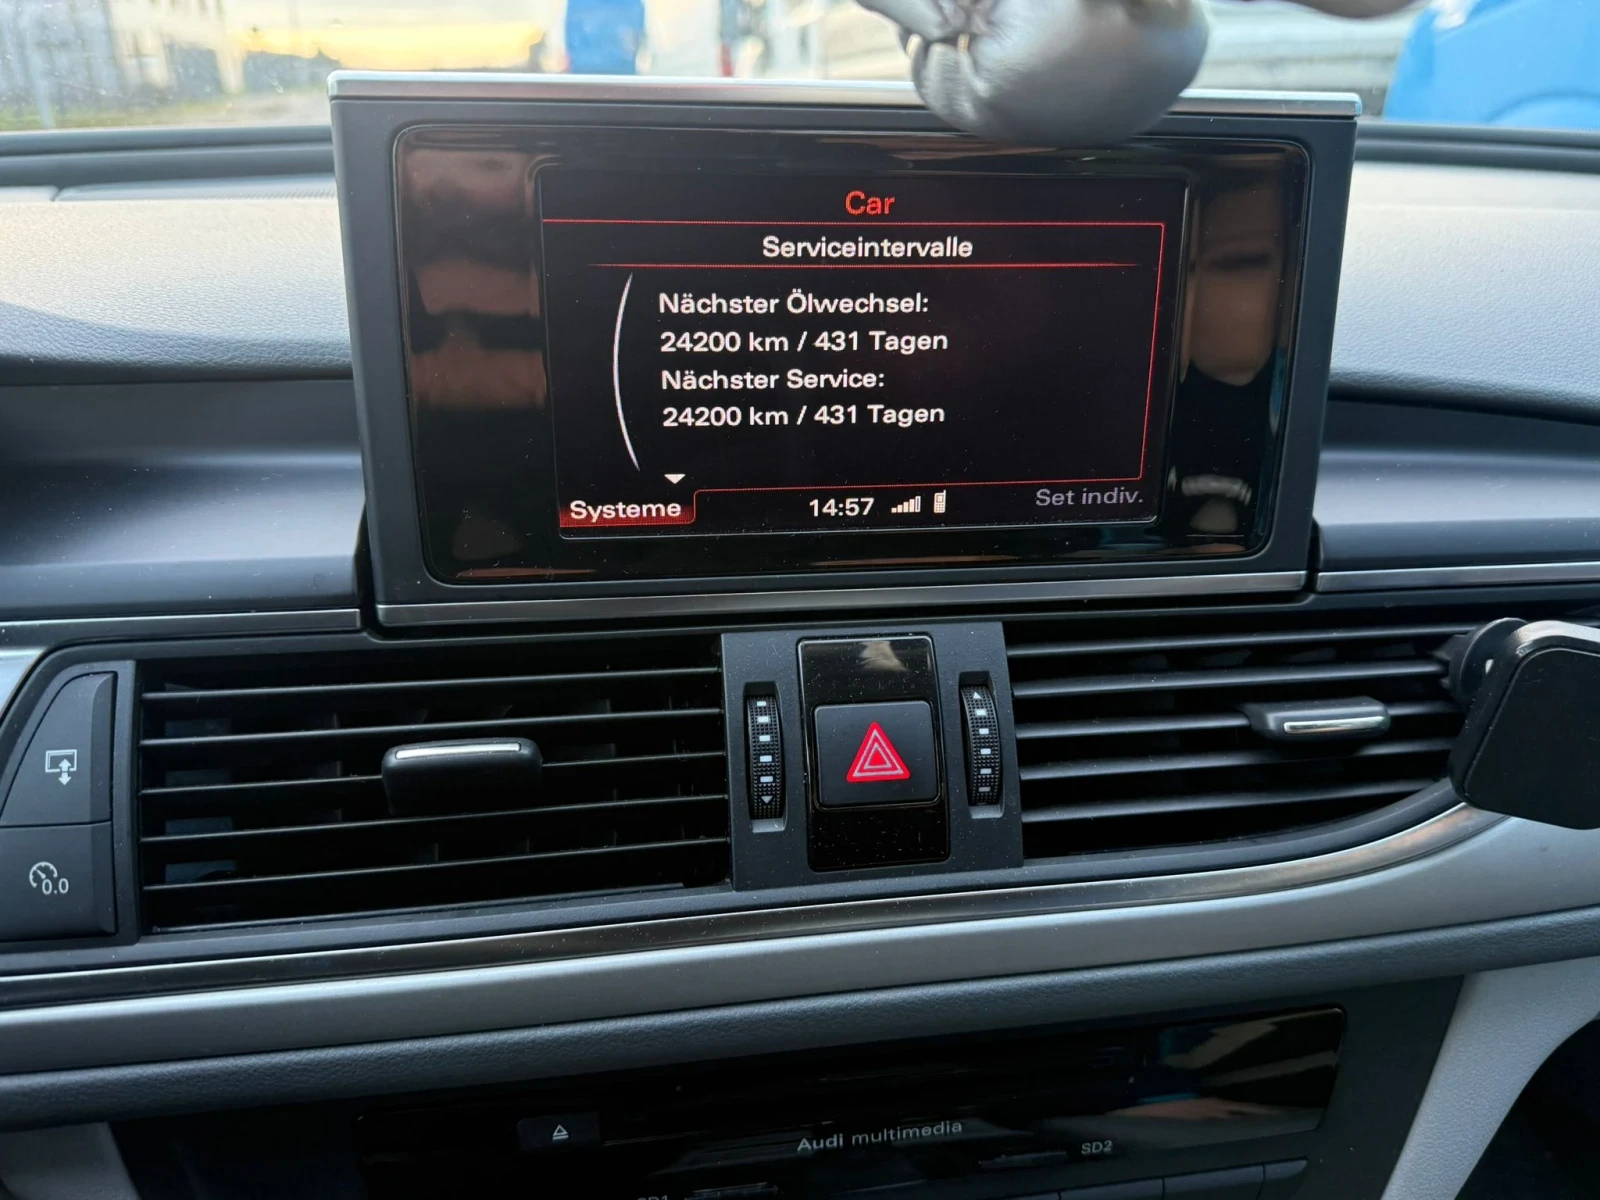 Car
Serviceintervalle
Nächster Ölwechsel:
24200 km / 431 Tagen
Nächster Service:
24200 km / 431 Tagen
Systeme
14:57
Set indiv.
0.0
Audi multimedia
SD2
SD1